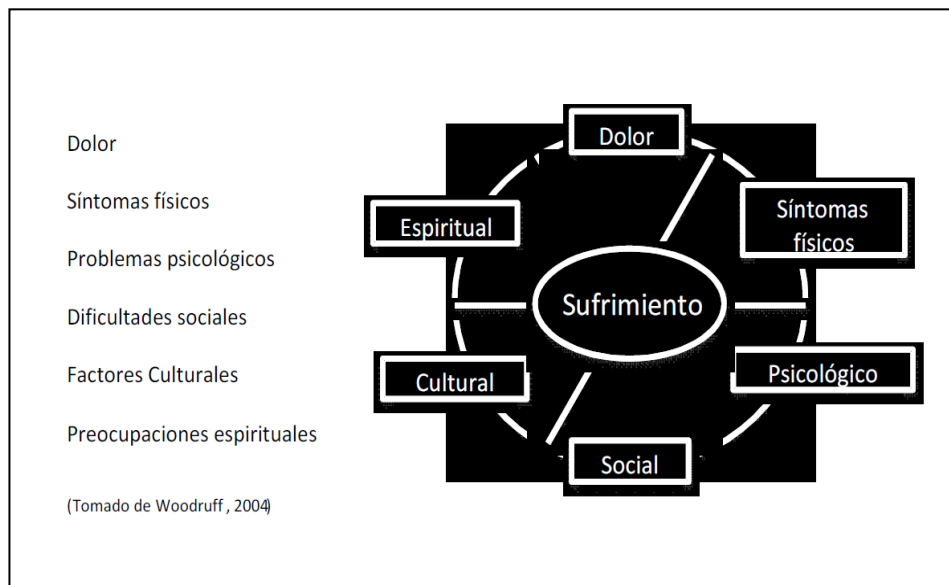 Dolor
Síntomas físicos
Problemas psicológicos
Dificultades sociales
Factores Culturales
Preocupaciones espirituales
(Tomado de Woodruff , 2004)
Dolor
Síntomas
físicos
Espiritual
Sufrimiento
Cultural
Psicológico
Social